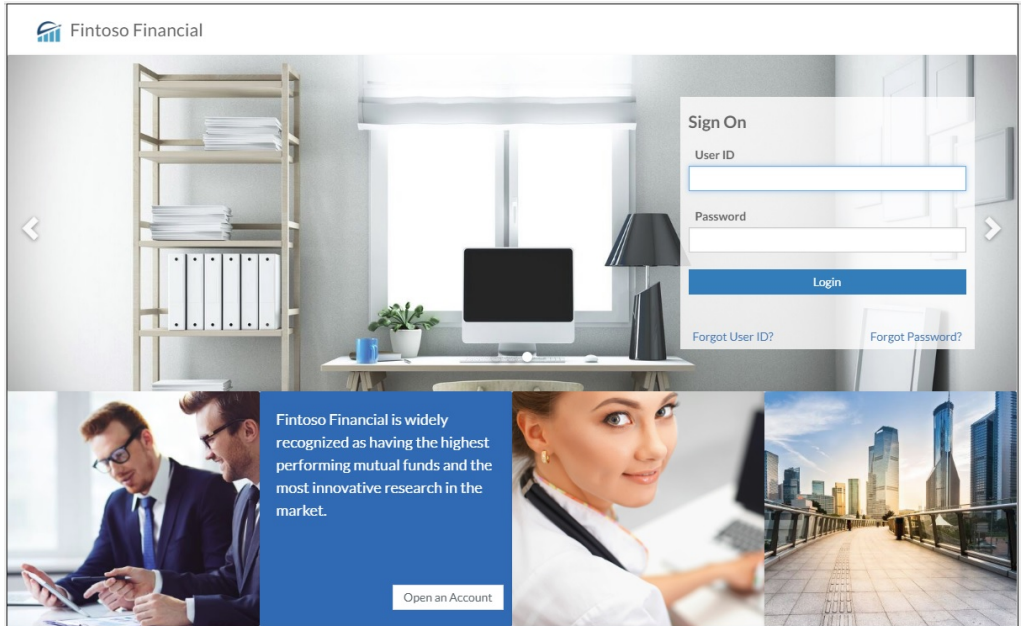 Fintoso Financial
Sign On
User ID
Password
Login
Forgot User ID?
Forgot Password?
Fintoso Financial is widely
recognized as having the highest
performing mutual funds and the
most innovative research in the
market.
Open an Account